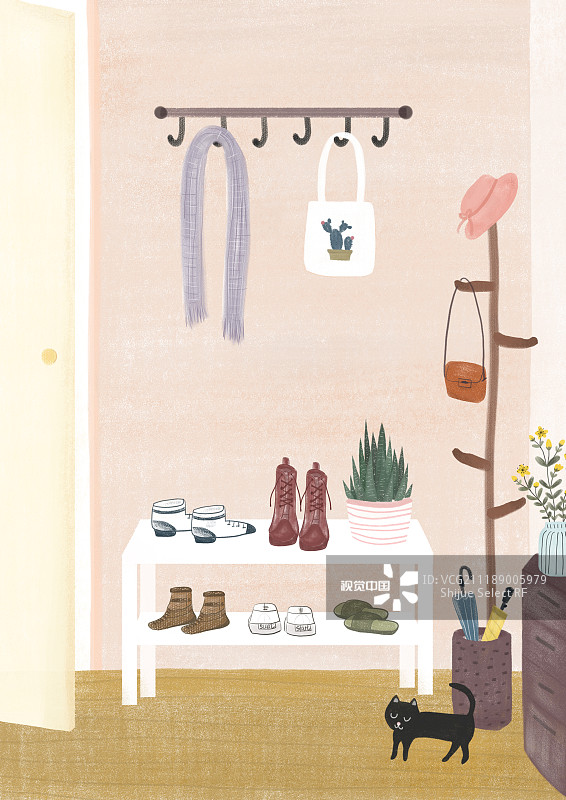 视觉中国
ID: VCG211189005979
Shijue Select RF